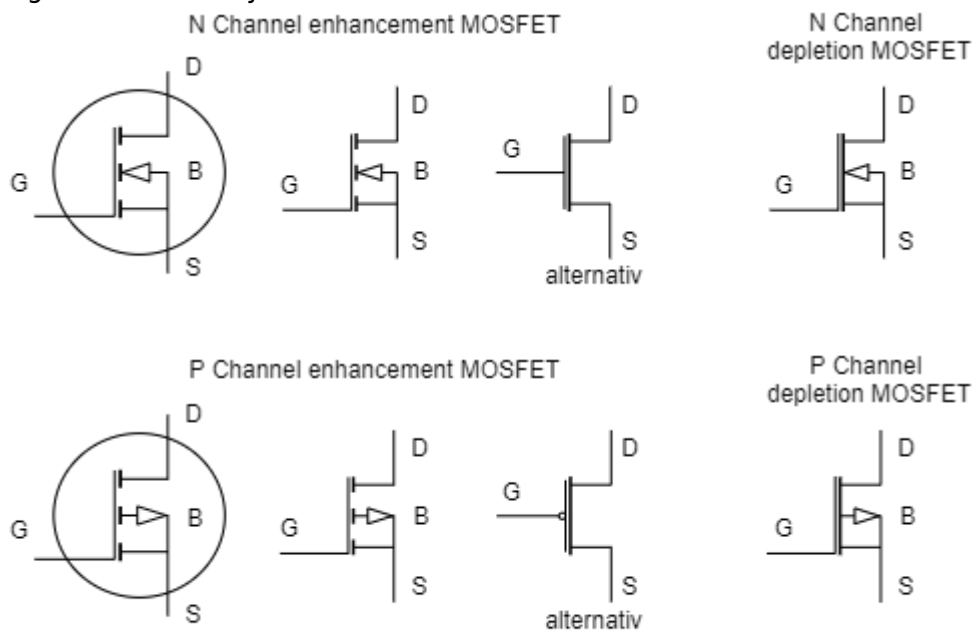 N Channel enhancement MOSFET
N Channel
depletion MOSFET
D
G
B
S
D
G
B
S
D
G
S
alternativ
D
G
B
S
P Channel enhancement MOSFET
P Channel
depletion MOSFET
D
G
B
S
D
G
B
S
D
G
S
alternativ
D
G
B
S